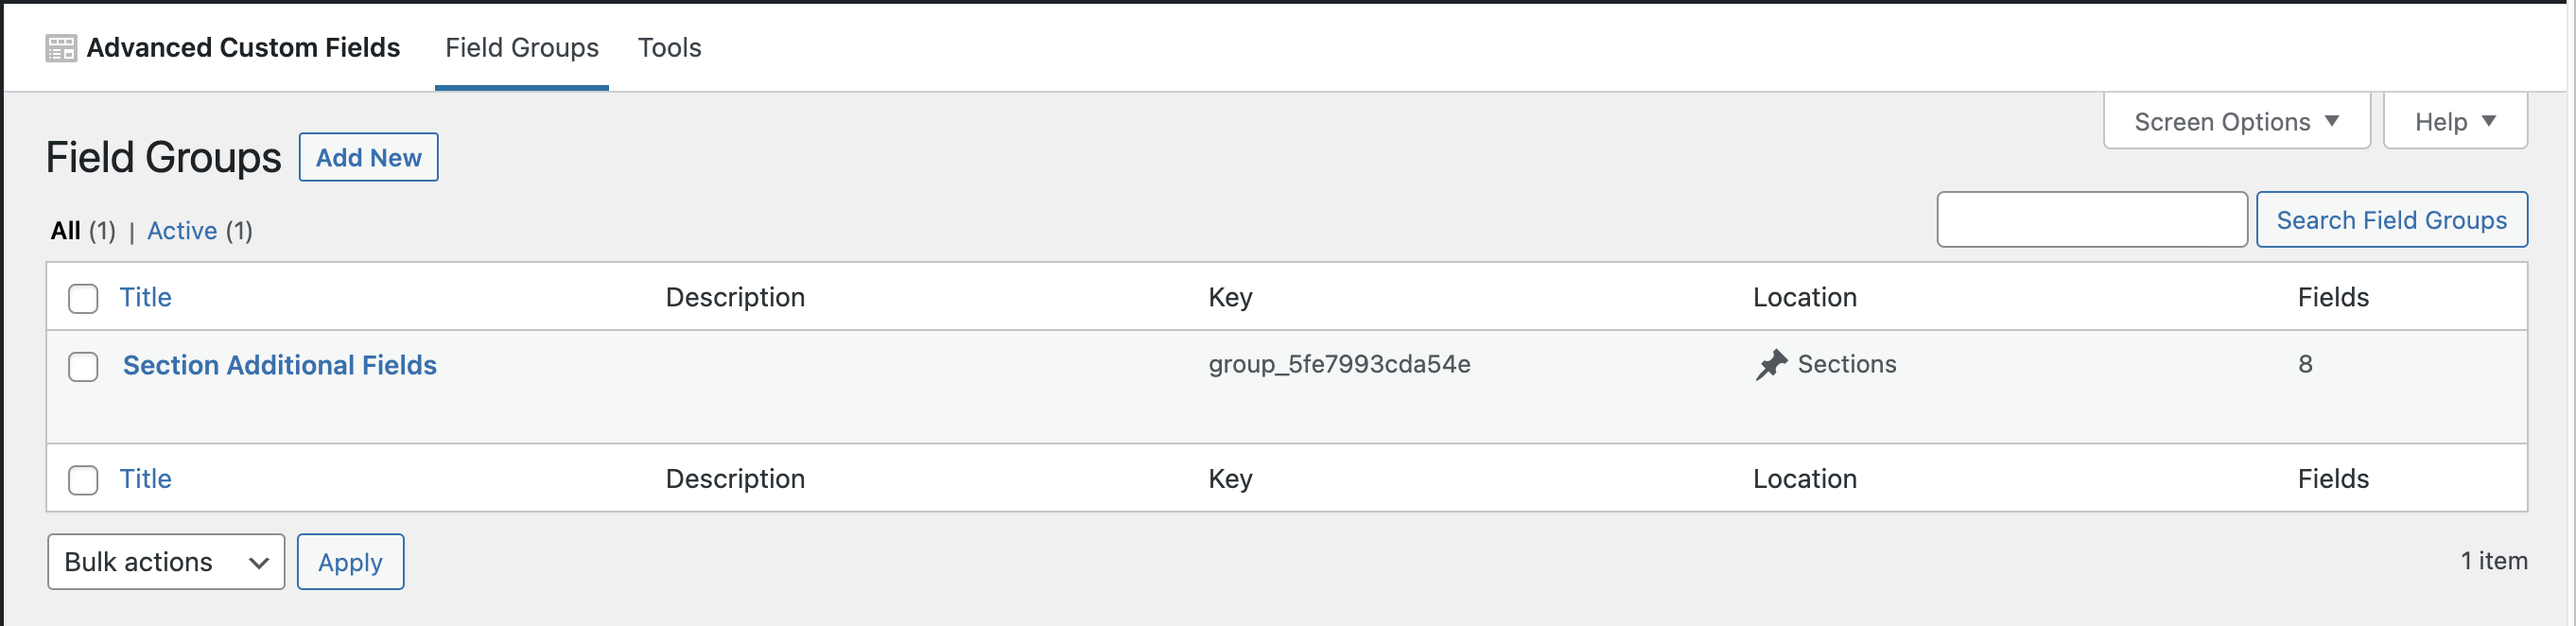 Advanced Custom Fields Field Groups Tools
Screen Options Help
Field Groups Add New
All (1) | Active (1)
Search Field Groups
Title Description Key Location Fields
Section Additional Fields group_5fe7993cda54e Sections 8
Title Description Key Location Fields
Bulk actions Apply 1 item